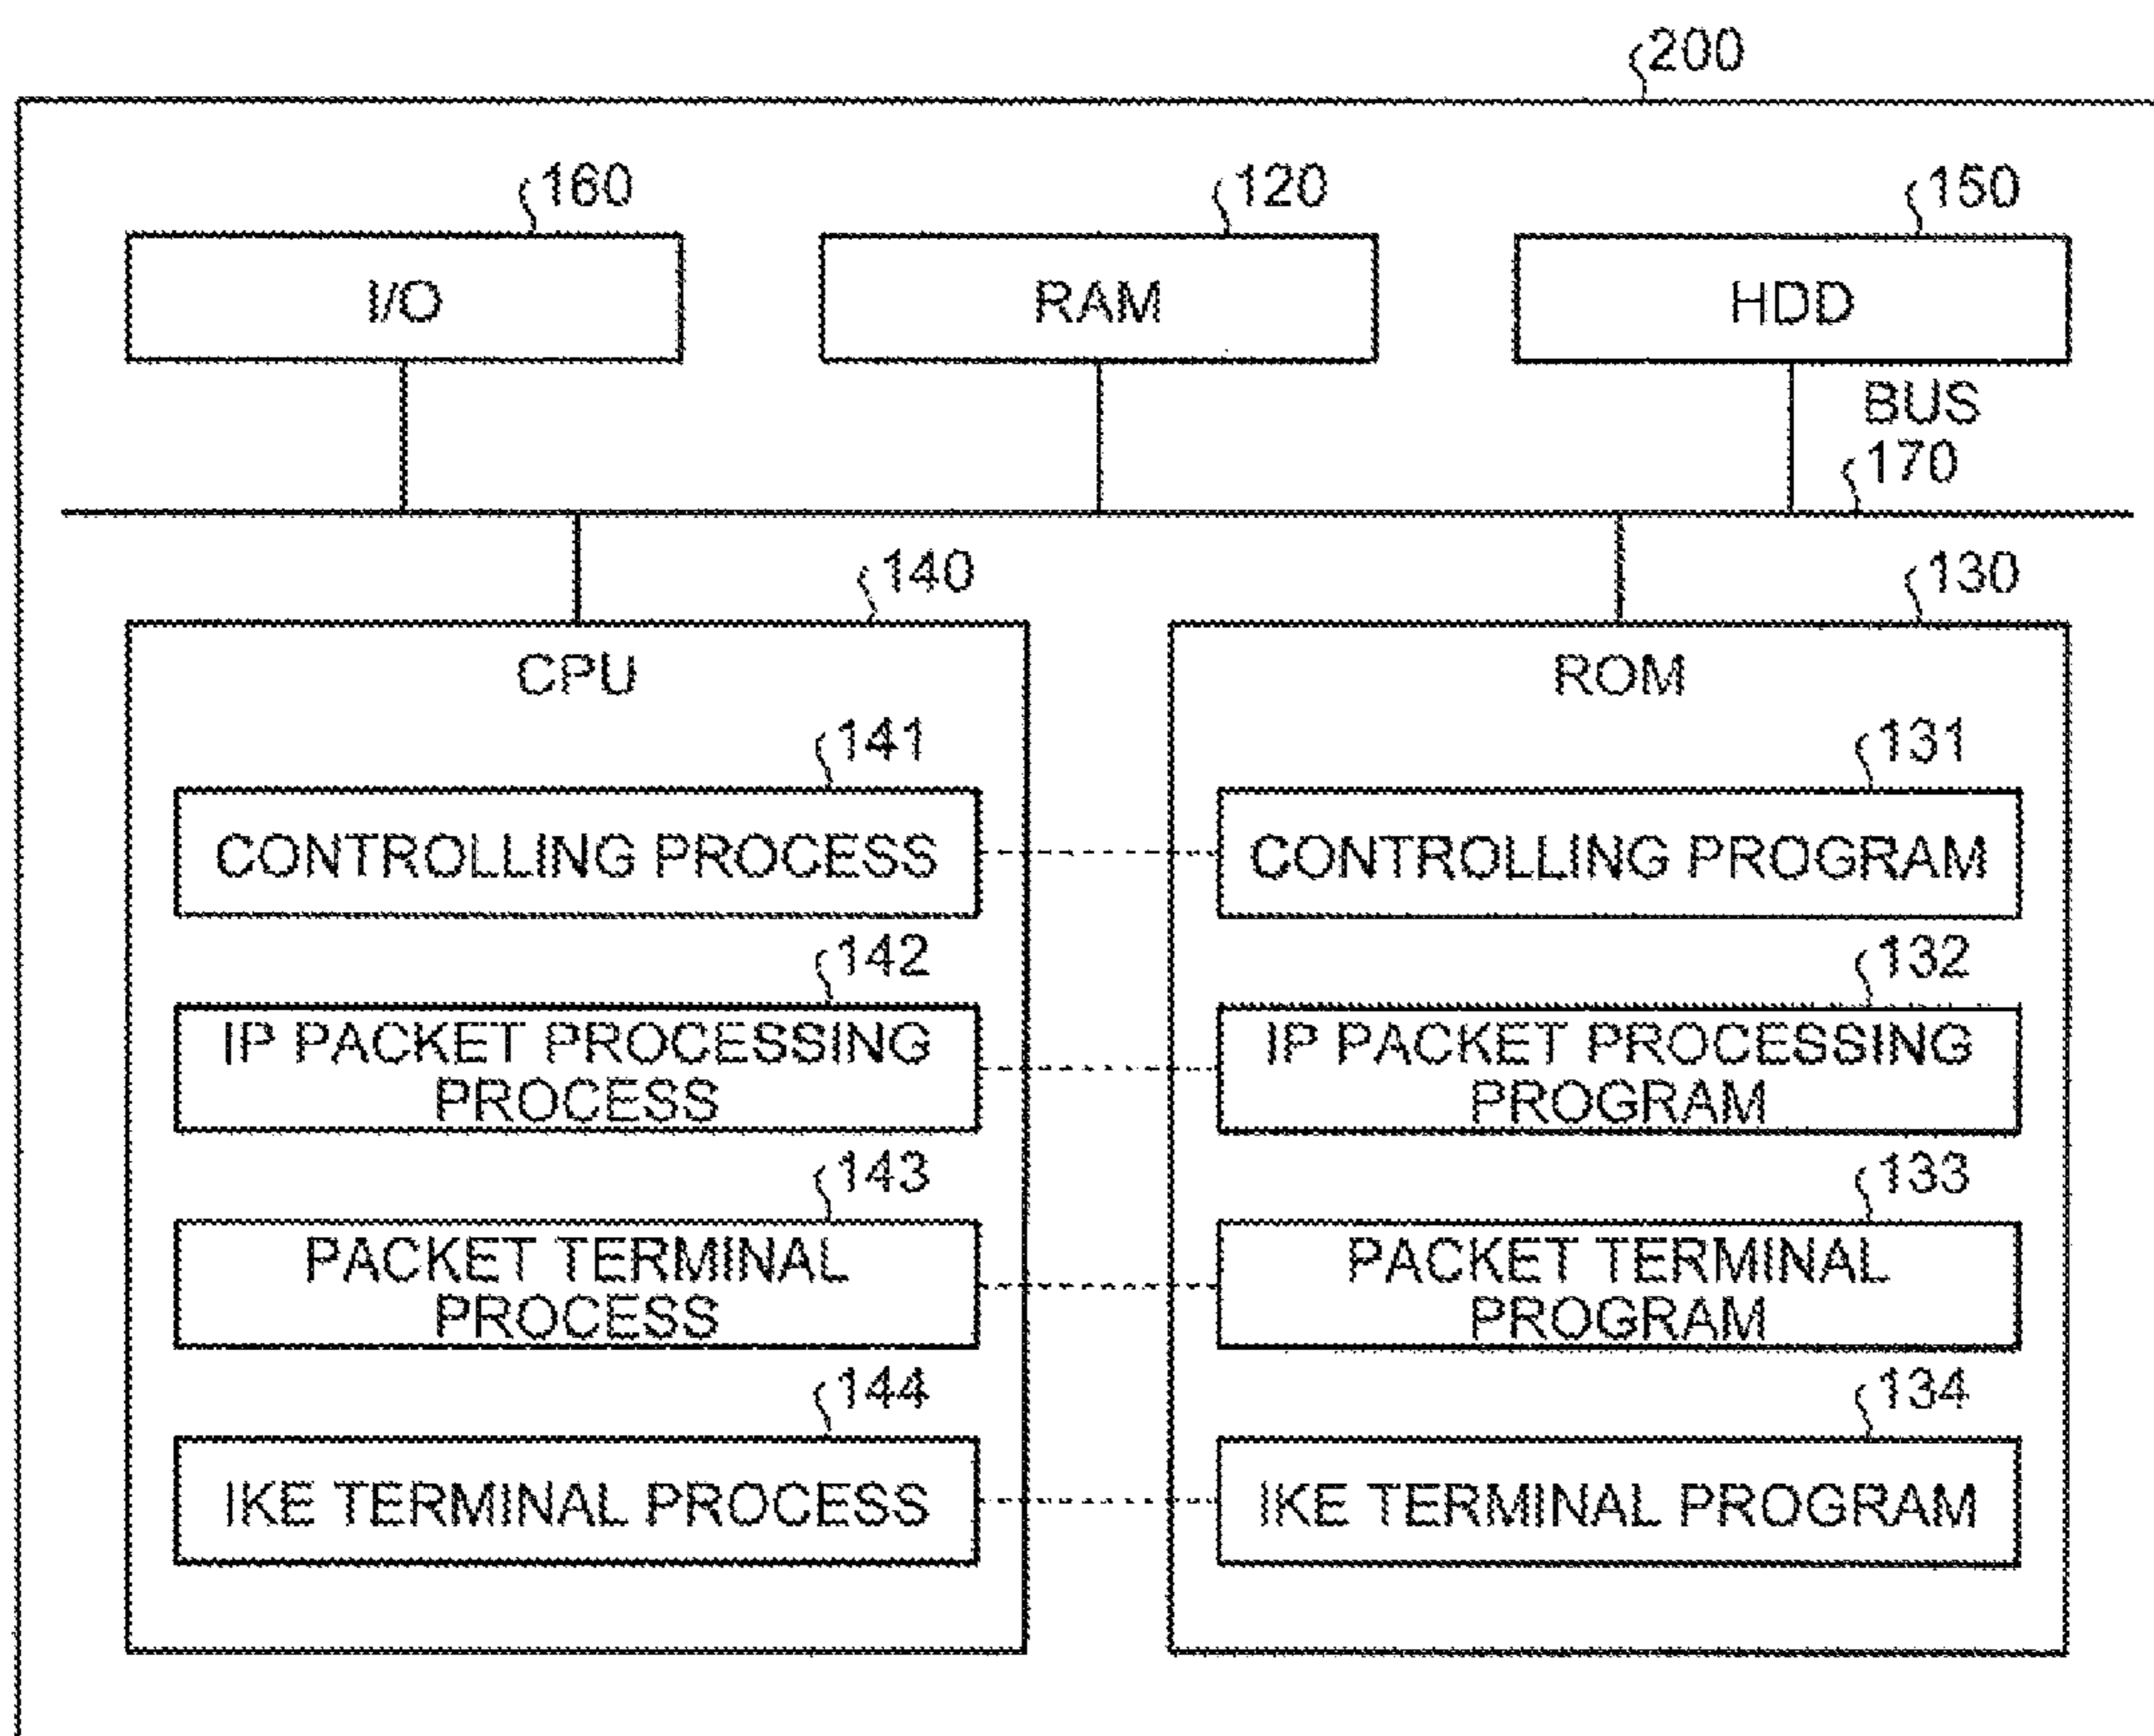 200
160
120
150
I/O
RAM
HDD
BUS
170
140
130
CPU
ROM
141
131
CONTROLLING PROCESS
CONTROLLING PROGRAM
142
132
IP PACKET PROCESSING
PROCESS
IP PACKET PROCESSING
PROGRAM
143
133
PACKET TERMINAL
PROCESS
PACKET TERMINAL
PROGRAM
144
134
IKE TERMINAL PROCESS
IKE TERMINAL PROGRAM